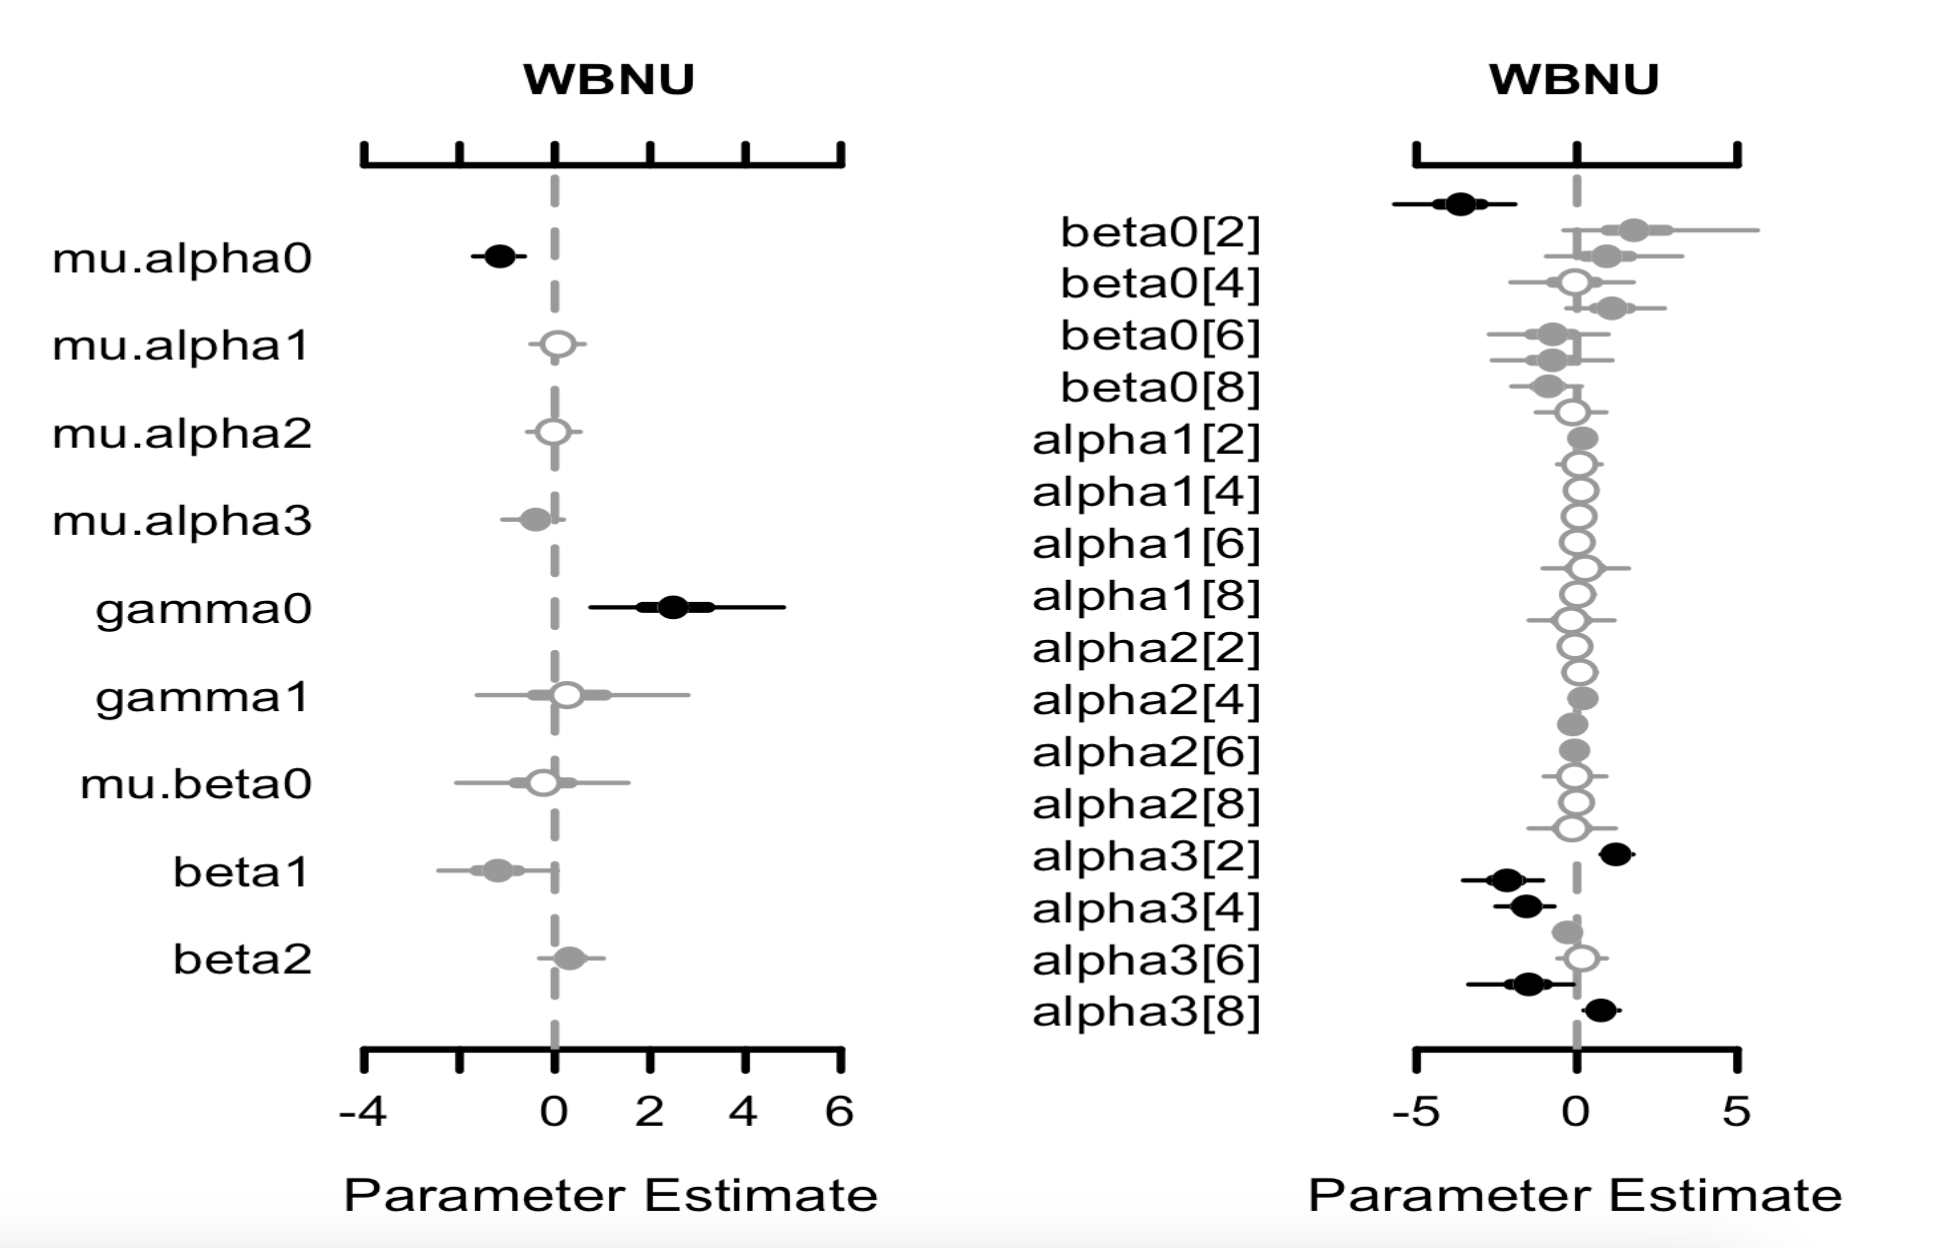 WBNU
mu.alpha0
mu.alpha1
mu.alpha2
mu.alpha3
gamma0
gamma1
mu.beta0
beta1
beta2
-4 0 2 4 6
Parameter Estimate
WBNU
beta0[2]
beta0[4]
beta0[6]
beta0[8]
alpha1[2]
alpha1[4]
alpha1[6]
alpha1[8]
alpha2[2]
alpha2[4]
alpha2[6]
alpha2[8]
alpha3[2]
alpha3[4]
alpha3[6]
alpha3[8]
-5 0 5
Parameter Estimate